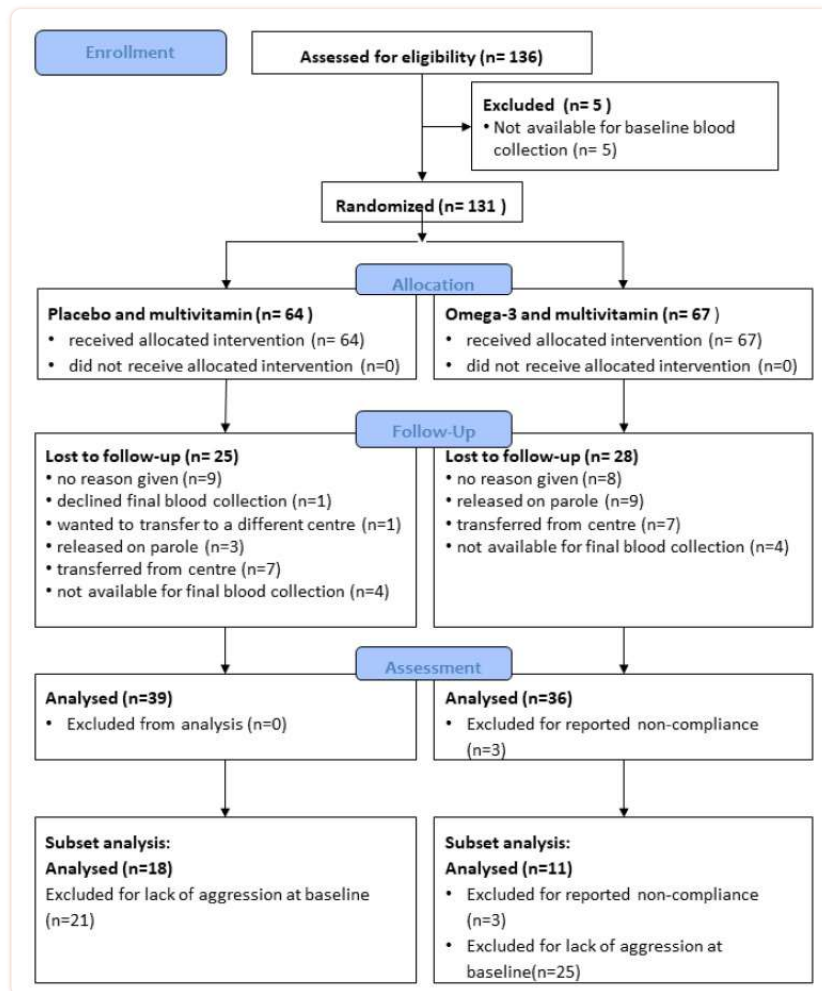 Enrollment
Assessed for eligibility (n= 136)
Excluded (n= 5 )
• Not available for baseline blood
collection (n= 5)
Randomized (n= 131 )
Allocation
Placebo and multivitamin (n= 64 )
• received allocated intervention (n= 64)
• did not receive allocated intervention (n=0)
Omega-3 and multivitamin (n= 67 )
• received allocated intervention (n= 67)
• did not receive allocated intervention (n=0)
Follow-Up
Lost to follow-up (n= 25)
• no reason given (n=9)
• declined final blood collection (n=1)
• wanted to transfer to a different centre (n=1)
• released on parole (n=3)
• transferred from centre (n=7)
• not available for final blood collection (n=4)
Lost to follow-up (n= 28)
• no reason given (n=8)
• released on parole (n=9)
• transferred from centre (n=7)
• not available for final blood collection (n=4)
Assessment
Analysed (n=39)
• Excluded from analysis (n=0)
Analysed (n=36)
• Excluded for reported non-compliance
(n=3)
Subset analysis:
Analysed (n=18)
Excluded for lack of aggression at baseline
(n=21)
Subset analysis:
Analysed (n=11)
• Excluded for reported non-compliance
(n=3)
• Excluded for lack of aggression at
baseline(n=25)